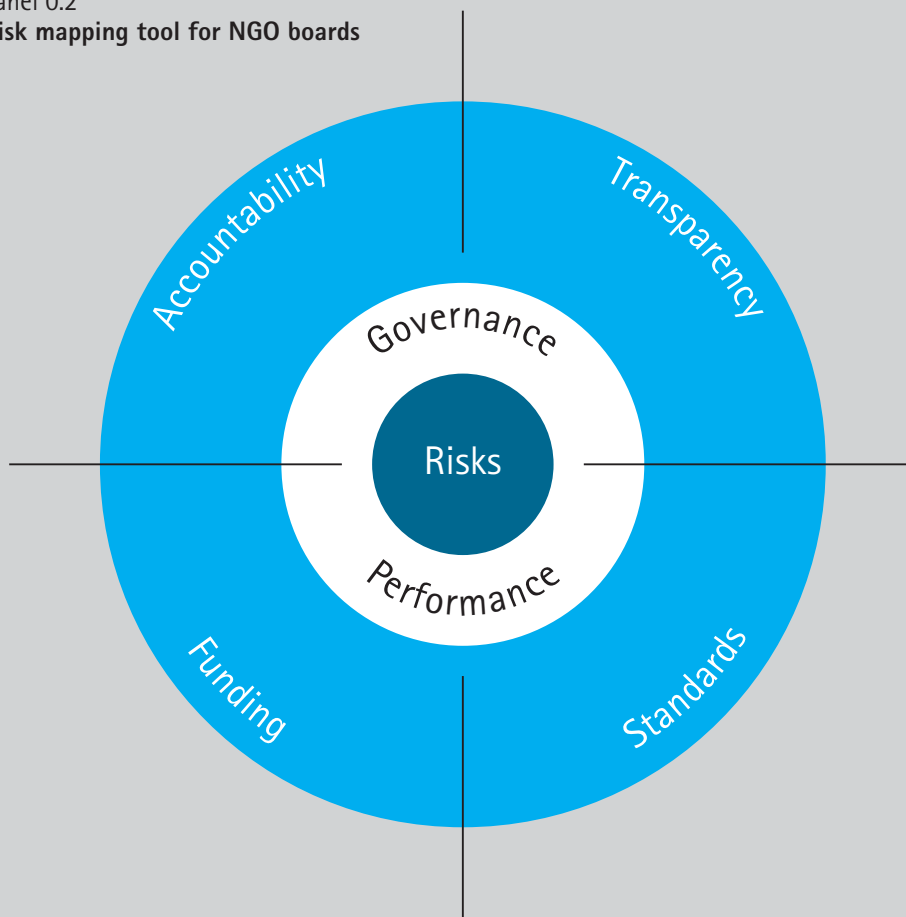 anel 0.2
isk mapping tool for NGO boards
Accountability
Transparency
Governance
Risks
Performance
Funding
Standards